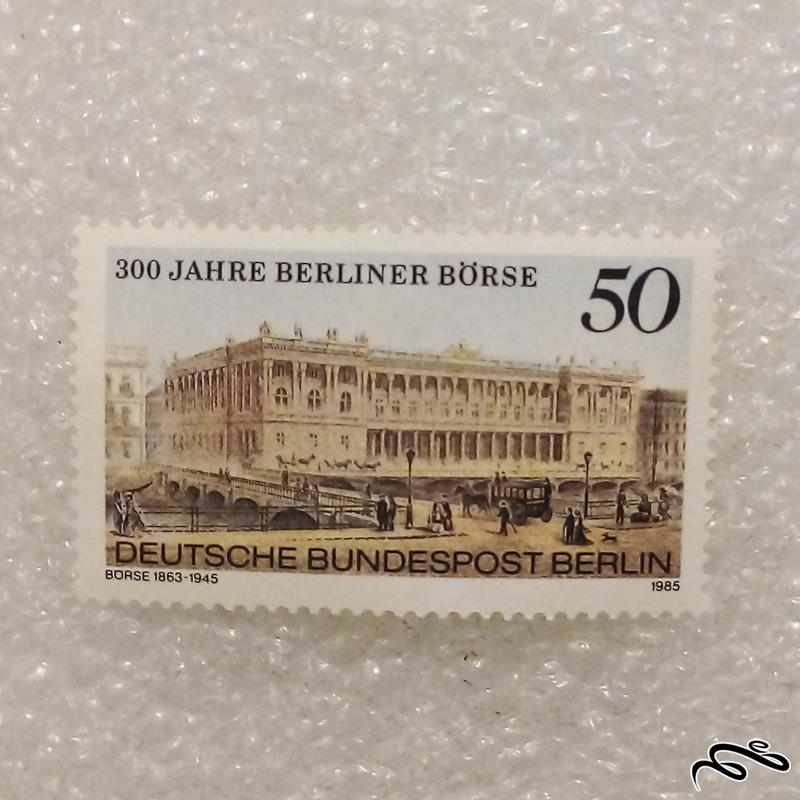 300 JAHRE BERLINER BÖRSE
50
DEUTSCHE BUNDESPOST BERLIN
BÖRSE 1863-1945
1985